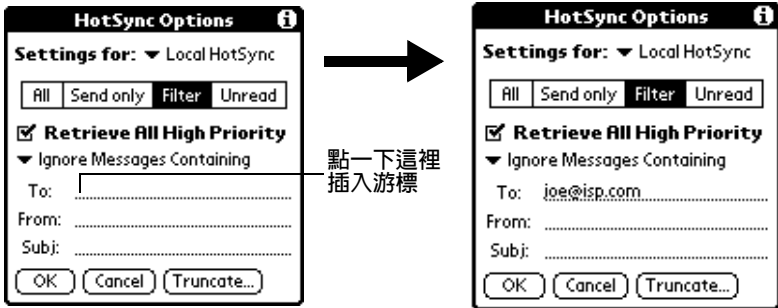 HotSync Options
Settings for: Local HotSync
All Send only Filter Unread
Retrieve All High Priority
Ignore Messages Containing
To:
From:
Subj:
OK Cancel Truncate...
點一下這裡
插入游標
HotSync Options
Settings for: Local HotSync
All Send only Filter Unread
Retrieve All High Priority
Ignore Messages Containing
To: joe@isp.com
From:
Subj:
OK Cancel Truncate...